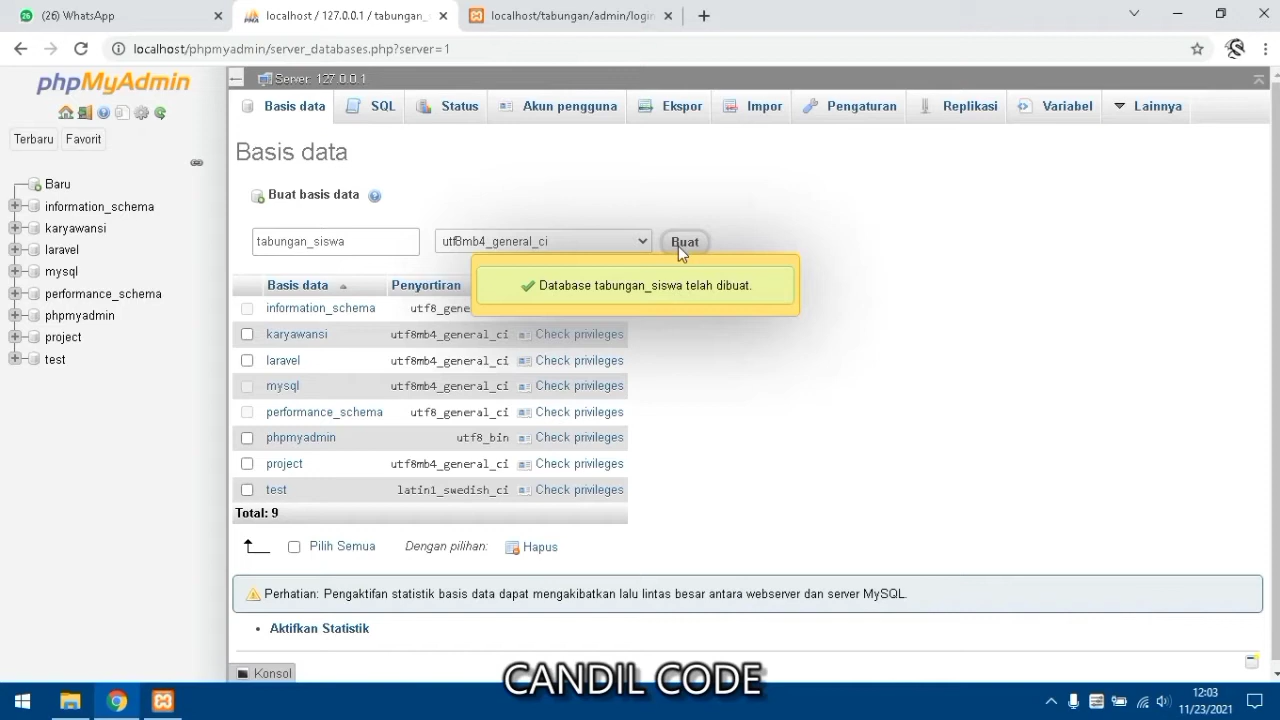 (26) WhatsApp
localhost / 127.0.0.1 / tabungan_
localhost/tabungan/admin/login
localhost/phpmyadmin/server_databases.php?server=1
phpMyAdmin
Terbaru Favorit
Baru
information_schema
karyawansi
laravel
mysql
performance_schema
phpmyadmin
project
test
Server: 127.0.0.1
Basis data SQL Status Akun pengguna Ekspor Impor Pengaturan Replikasi Variabel Lainnya
Basis data
Buat basis data
tabungan_siswa utf8mb4_general_ci Buat
Database tabungan_siswa telah dibuat.
Basis data Penyortiran
information_schema utf8_gene
karyawansi utf8mb4_general_ci Check privileges
laravel utf8mb4_general_ci Check privileges
mysql utf8mb4_general_ci Check privileges
performance_schema utf8_general_ci Check privileges
phpmyadmin utf8_bin Check privileges
project utf8mb4_general_ci Check privileges
test latin1_swedish_ci Check privileges
Total: 9
Pilih Semua Dengan pilihan: Hapus
Perhatian: Pengaktifan statistik basis data dapat mengakibatkan lalu lintas besar antara webserver dan server MySQL.
• Aktifkan Statistik
Konsol
CANDIL CODE
12:03
11/23/2021